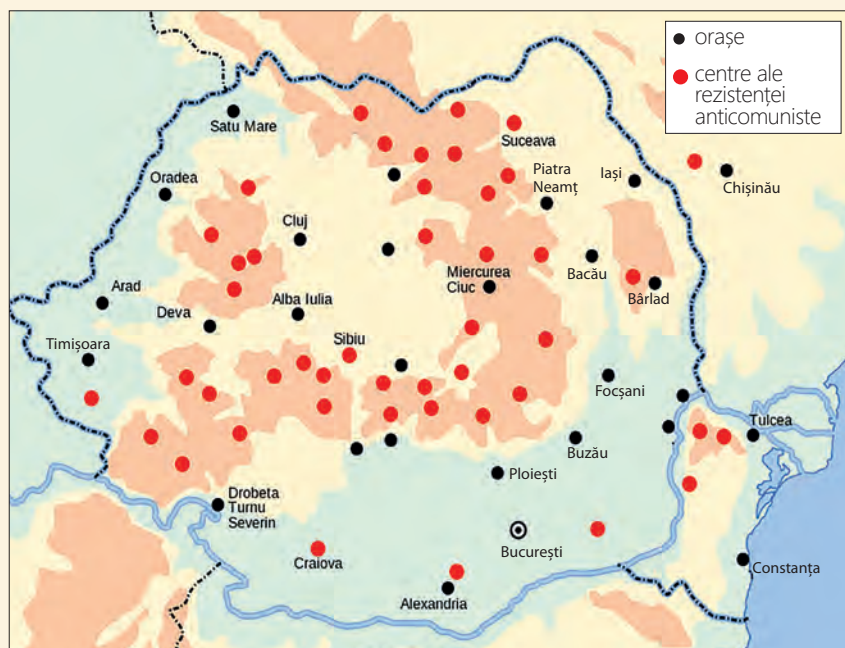 orașe
centre ale
rezistenței
anticomuniste
Satu Mare
Suceava
Oradea
Piatra
Neamț
Iași
Chișinău
Cluj
Bacău
Miercurea
Ciuc
Bârlad
Arad
Alba Iulia
Deva
Timișoara
Sibiu
Focșani
Tulcea
Buzău
Ploiești
Drobeta
Turnu
Severin
București
Craiova
Constanța
Alexandria